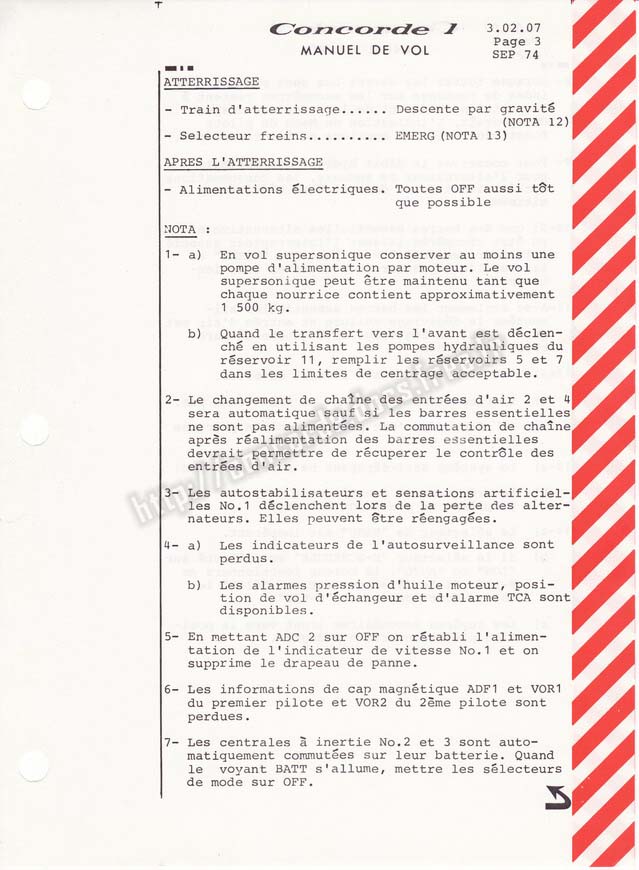 Concorde 1
MANUEL DE VOL
3.02.07
Page 3
SEP 74
ATTERRISSAGE
- Train d'atterrissage...... Descente par gravité
(NOTA 12)
- Selecteur freins.......... EMERG (NOTA 13)
APRES L'ATTERRISSAGE
- Alimentations électriques. Toutes OFF aussi tôt
que possible
NOTA :
1- a) En vol supersonique conserver au moins une
pompe d'alimentation par moteur. Le vol
supersonique peut être maintenu tant que
chaque nourrice contient approximativement
1 500 kg.
b) Quand le transfert vers l'avant est déclen-
ché en utilisant les pompes hydrauliques du
réservoir 11, remplir les réservoirs 5 et 7
dans les limites de centrage acceptable.
2- Le changement de chaîne des entrées d'air 2 et 4
sera automatique sauf si les barres essentielles
ne sont pas alimentées. La commutation de chaîne
après réalimentation des barres essentielles
devrait permettre de récuperer le contrôle des
entrées d'air.
3- Les autostabilisateurs et sensations artificiel-
les No.1 déclenchent lors de la perte des alter-
nateurs. Elles peuvent être réengagées.
4- a) Les indicateurs de l'autosurveillance sont
perdus.
b) Les alarmes pression d'huile moteur, posi-
tion de vol d'échangeur et d'alarme TCA sont
disponibles.
5- En mettant ADC 2 sur OFF on rétabli l'alimen-
tation de l'indicateur de vitesse No.1 et on
supprime le drapeau de panne.
6- Les informations de cap magnétique ADF1 et VOR1
du premier pilote et VOR2 du 2ème pilote sont
perdues.
7- Les centrales à inertie No.2 et 3 sont auto-
matiquement commutées sur leur batterie. Quand
le voyant BATT s'allume, mettre les sélecteurs
de mode sur OFF.